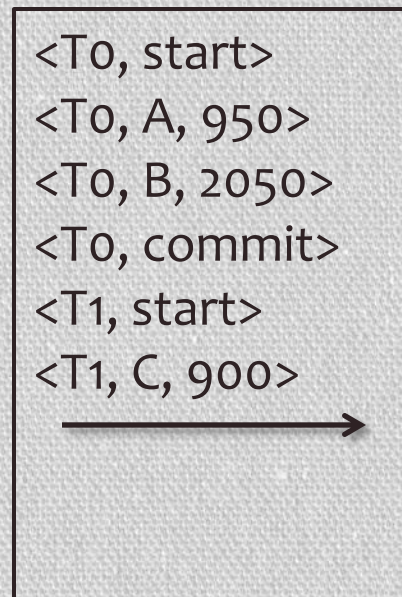 <T0, start>
<T0, A, 950>
<T0, B, 2050>
<T0, commit>
<T1, start>
<T1, C, 900>